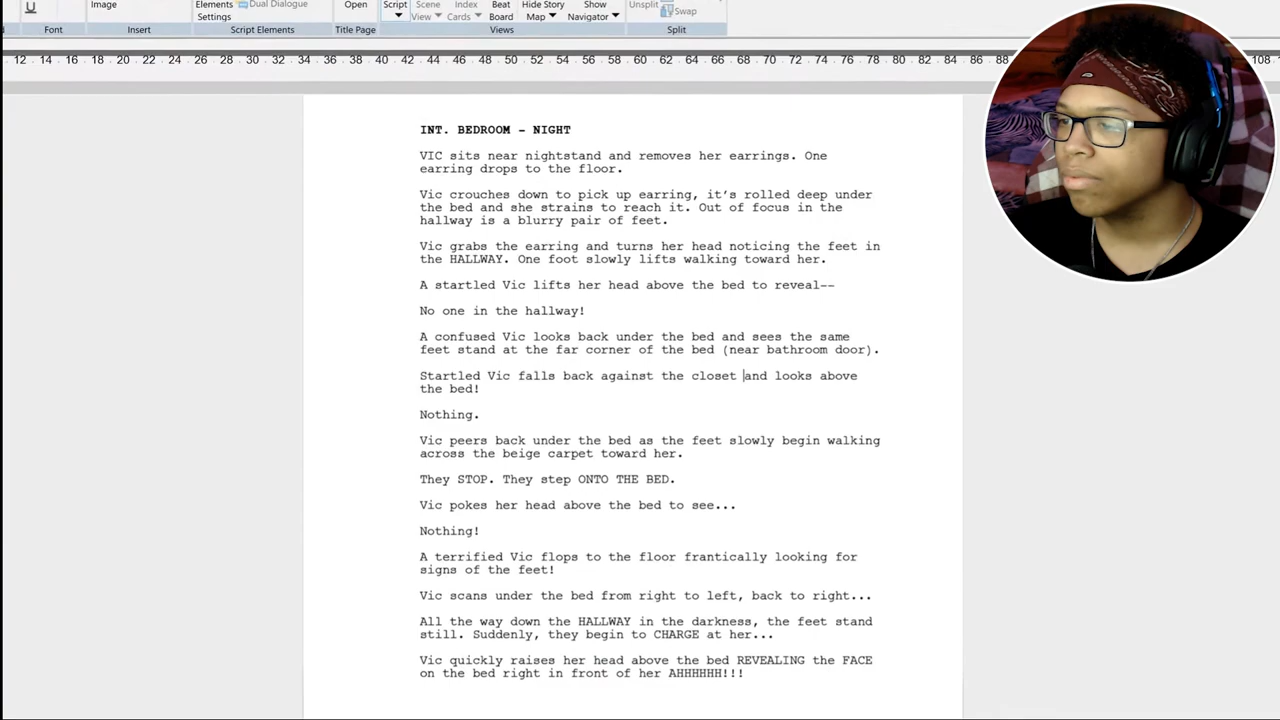 Image
Elements
Settings
Dual Dialogue
Open
Script
Scene
View
Index
Cards
Beat
Board
Hide Story
Map
Show
Navigator
Unsplit
Swap
Font
Insert
Script Elements
Title Page
Views
Split
12 14 16 18 20 22 24 26 28 30 32 34 36 38 40 42 44 46 48 50 52 54 56 58 60 62 64 66 68 70 72 74 76 78 80 82 84 86 88 108
INT. BEDROOM - NIGHT
VIC sits near nightstand and removes her earrings. One
earring drops to the floor.
Vic crouches down to pick up earring, it's rolled deep under
the bed and she strains to reach it. Out of focus in the
hallway is a blurry pair of feet.
Vic grabs the earring and turns her head noticing the feet in
the HALLWAY. One foot slowly lifts walking toward her.
A startled Vic lifts her head above the bed to reveal--
No one in the hallway!
A confused Vic looks back under the bed and sees the same
feet stand at the far corner of the bed (near bathroom door).
Startled Vic falls back against the closet and looks above
the bed!
Nothing.
Vic peers back under the bed as the feet slowly begin walking
across the beige carpet toward her.
They STOP. They step ONTO THE BED.
Vic pokes her head above the bed to see...
Nothing!
A terrified Vic flops to the floor frantically looking for
signs of the feet!
Vic scans under the bed from right to left, back to right...
All the way down the HALLWAY in the darkness, the feet stand
still. Suddenly, they begin to CHARGE at her...
Vic quickly raises her head above the bed REVEALING the FACE
on the bed right in front of her AHHHHHH!!!